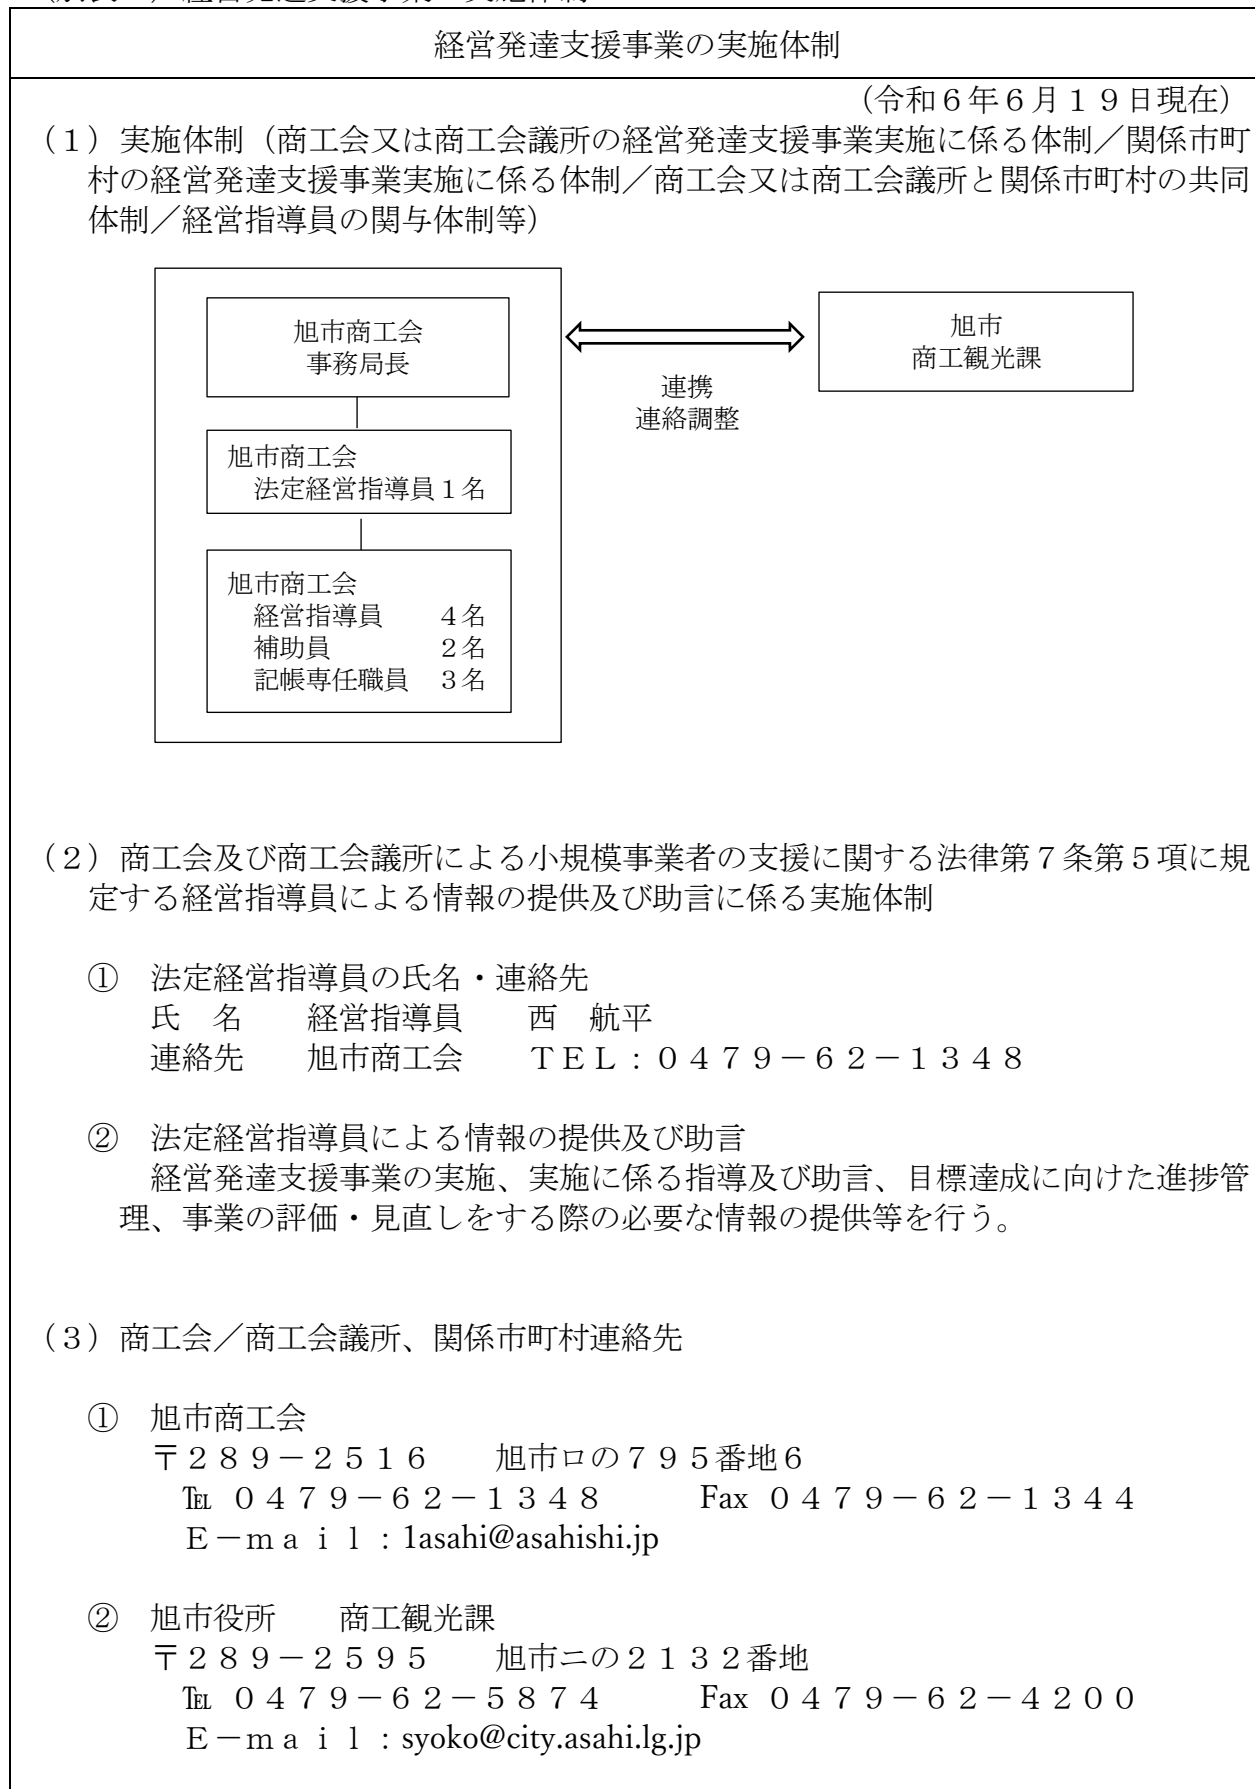 経営発達支援事業の実施体制
（令和６年６月１９日現在）
（１）実施体制（商工会又は商工会議所の経営発達支援事業実施に係る体制／関係市町
村の経営発達支援事業実施に係る体制／商工会又は商工会議所と関係市町村の共同
体制／経営指導員の関与体制等）
旭市商工会
事務局長
旭市商工会
法定経営指導員１名
旭市商工会
経営指導員　　４名
補助員　　　　２名
記帳専任職員　３名
連携
連絡調整
旭市
商工観光課
（２）商工会及び商工会議所による小規模事業者の支援に関する法律第７条第５項に規
定する経営指導員による情報の提供及び助言に係る実施体制
①　法定経営指導員の氏名・連絡先
氏　名　　経営指導員　　西　航平
連絡先　　旭市商工会　　ＴＥＬ：０４７９－６２－１３４８
②　法定経営指導員による情報の提供及び助言
経営発達支援事業の実施、実施に係る指導及び助言、目標達成に向けた進捗管
理、事業の評価・見直しをする際の必要な情報の提供等を行う。
（３）商工会／商工会議所、関係市町村連絡先
①　旭市商工会
〒２８９－２５１６　　旭市ロの７９５番地６
℡ ０４７９－６２－１３４８　　　Fax ０４７９－６２－１３４４
Ｅ－ｍａｉｌ：1asahi@asahishi.jp
②　旭市役所　　商工観光課
〒２８９－２５９５　　旭市ニの２１３２番地
℡ ０４７９－６２－５８７４　　　Fax ０４７９－６２－４２００
Ｅ－ｍａｉｌ：syoko@city.asahi.lg.jp